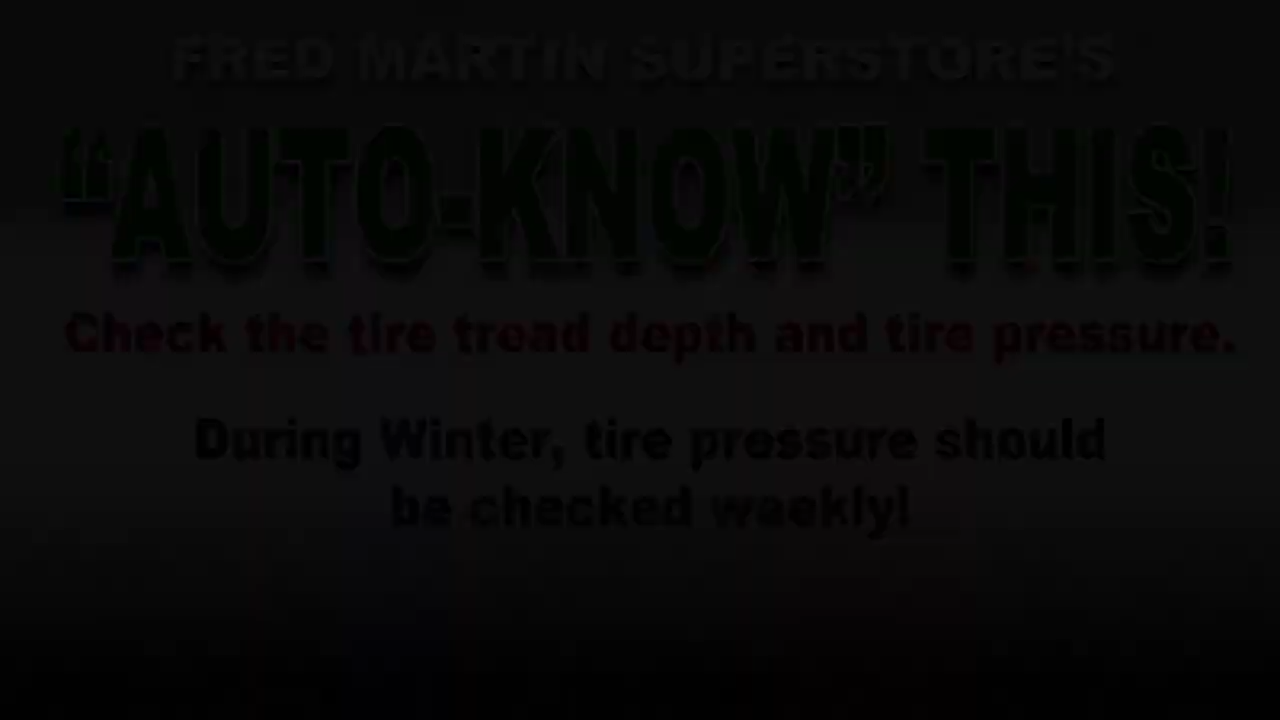 FRED MARTIN SUPERSTORE'S
“AUTO-KNOW” THIS!
Check the tire tread depth and tire pressure.
During Winter, tire pressure should
be checked weekly!